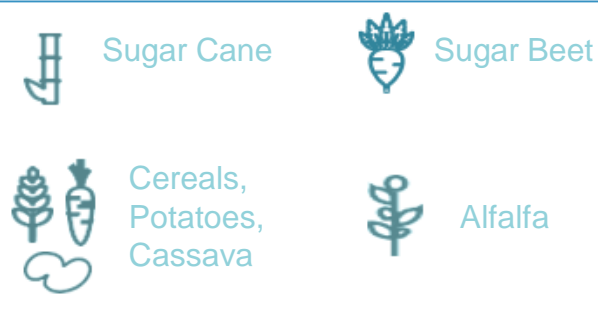 Sugar Cane
Sugar Beet
Cereals,
Potatoes,
Cassava
Alfalfa